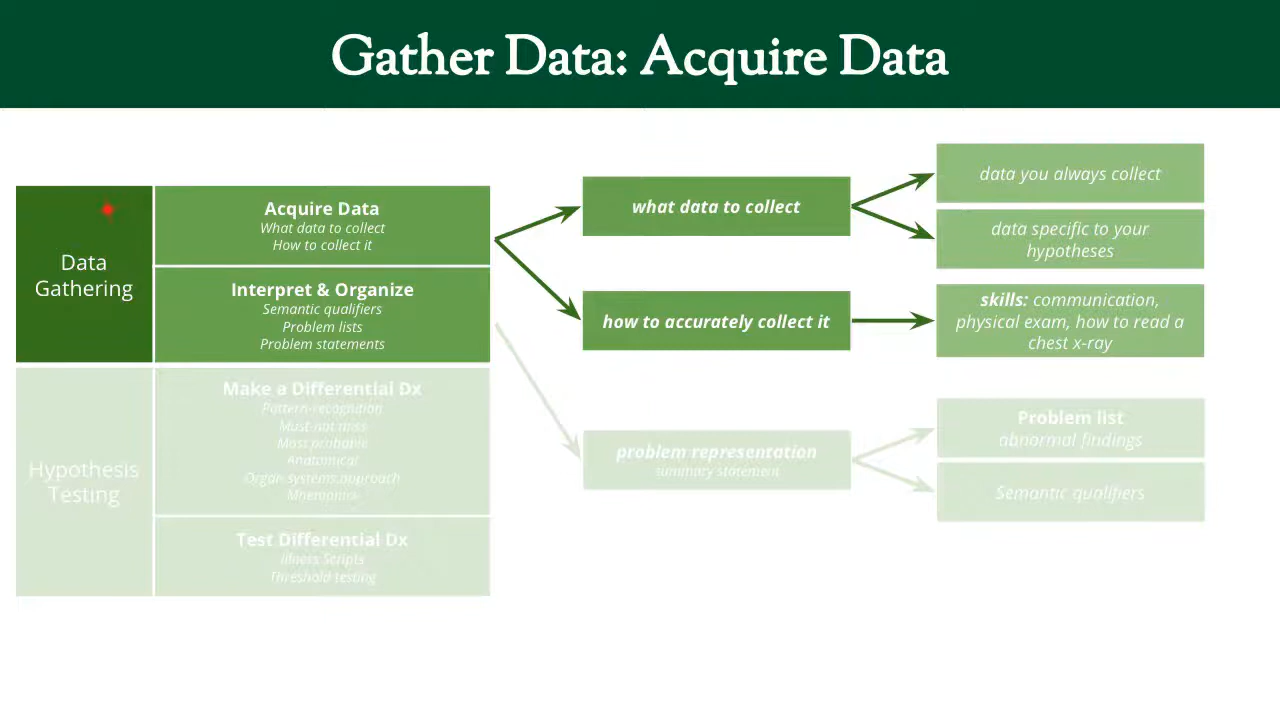 Gather Data: Acquire Data
Data
Gathering
Acquire Data
What data to collect
How to collect it
Interpret & Organize
Semantic qualifiers
Problem lists
Problem statements
Hypothesis
Testing
Make a Differential Dx
Pattern-recognition
Must-not miss
Most probable
Anatomical
Organ-systems approach
Mnemonic
Test Differential Dx
Illness Scripts
Threshold testing
what data to collect
how to accurately collect it
problem representation
summary statement
data you always collect
data specific to your
hypotheses
skills: communication,
physical exam, how to read a
chest x-ray
Problem list
abnormal findings
Semantic qualifiers